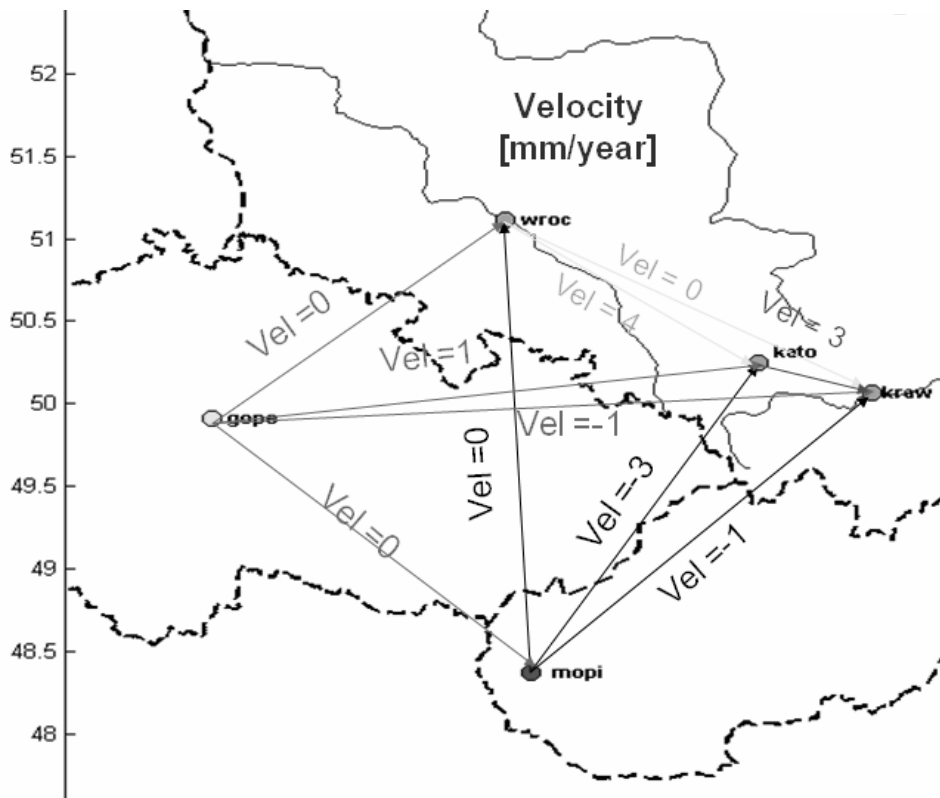 52
Velocity
[mm/year]
51.5
wroc
51
Vel = 0
Vel = 4
Vel =0
Vel = 3
50.5
kato
Vel =1
kraw
50
gope
Vel =-1
Vel =0
49.5
Vel =-3
Vel =0
Vel =-1
49
48.5
mopi
48